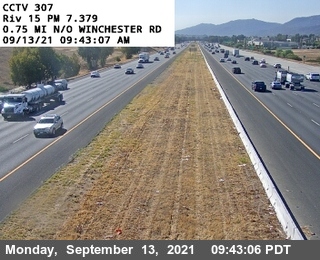 CCTV 307
Riv 15 PM 7.379
0.75 MI N/O WINCHESTER RD
09/13/21 09:43:07 AM
Monday, September 13, 2021 09:43:06 PDT